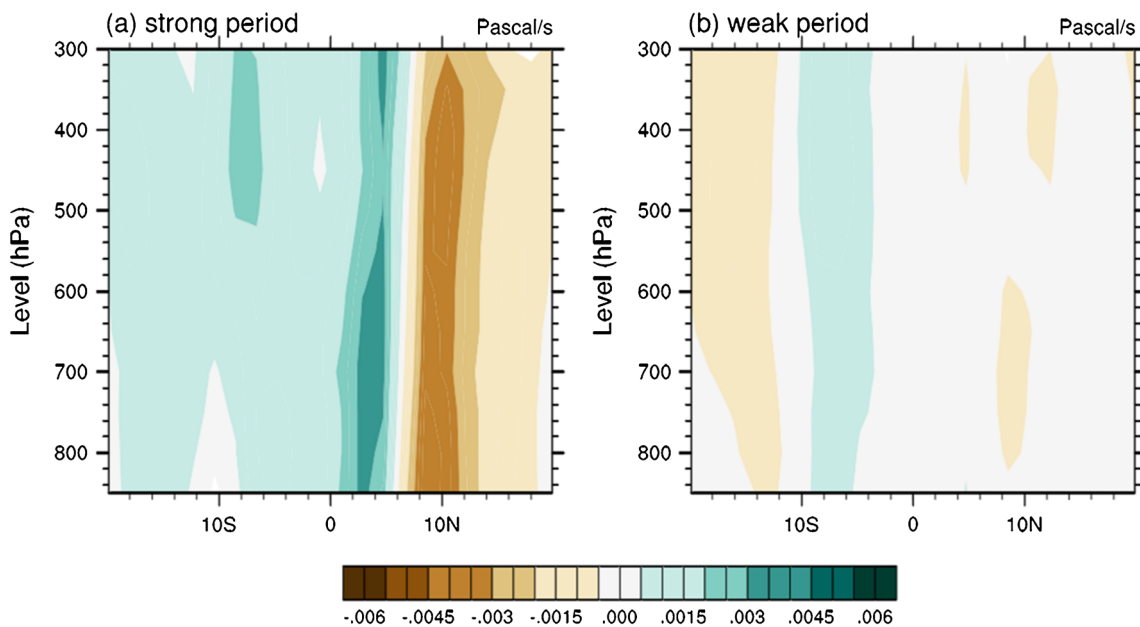 (a) strong period
Pascal/s
300
400
500
600
700
800
Level (hPa)
10S
0
10N
(b) weak period
Pascal/s
300
400
500
600
700
800
Level (hPa)
10S
0
10N
-.006
-.0045
-.003
-.0015
.000
.0015
.003
.0045
.006